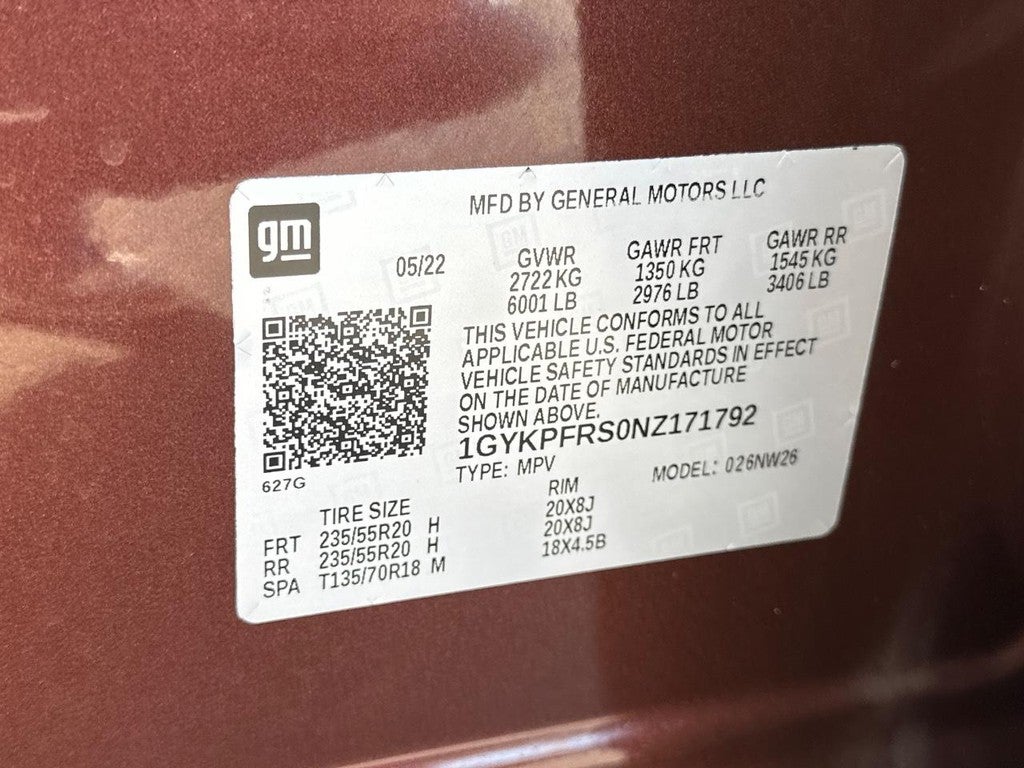 MFD BY GENERAL MOTORS LLC
gm
05/22
GVWR
2722 KG
6001 LB
GAWR FRT
1350 KG
2976 LB
GAWR RR
1545 KG
3406 LB
THIS VEHICLE CONFORMS TO ALL
APPLICABLE U.S. FEDERAL MOTOR
VEHICLE SAFETY STANDARDS IN EFFECT
ON THE DATE OF MANUFACTURE
SHOWN ABOVE.
1GYKPFRS0NZ171792
TYPE: MPV MODEL: 026NW26
627G
TIRE SIZE RIM
FRT 235/55R20 H 20X8J
RR 235/55R20 H 20X8J
SPA T135/70R18 M 18X4.5B